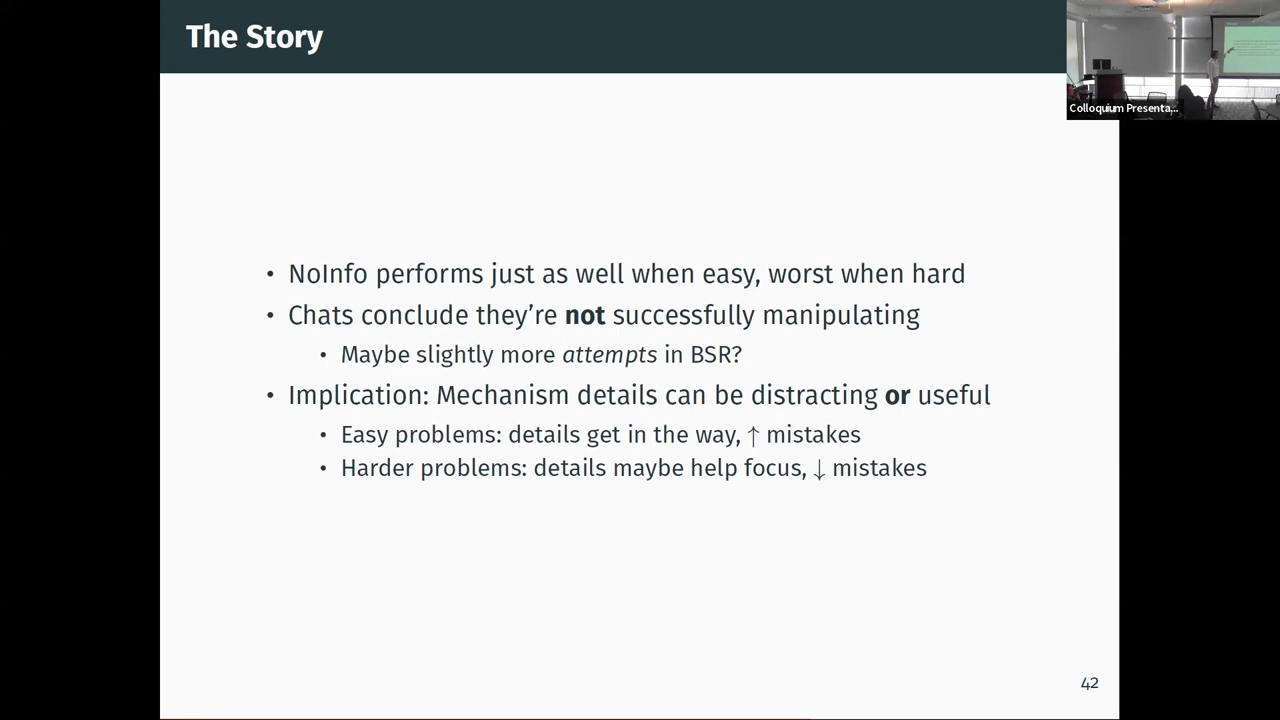 The Story
Colloquium Presenta...
• NoInfo performs just as well when easy, worst when hard
• Chats conclude they're not successfully manipulating
• Maybe slightly more attempts in BSR?
• Implication: Mechanism details can be distracting or useful
• Easy problems: details get in the way, ↑ mistakes
• Harder problems: details maybe help focus, ↓ mistakes
42